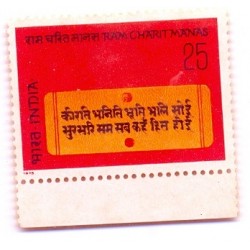 राम चरित मानस RAM CHARIT MANAS
25
भारत INDIA
कीरति भनिति भूति भलि सोई
सुरसरि सम सब कहँ हित होई